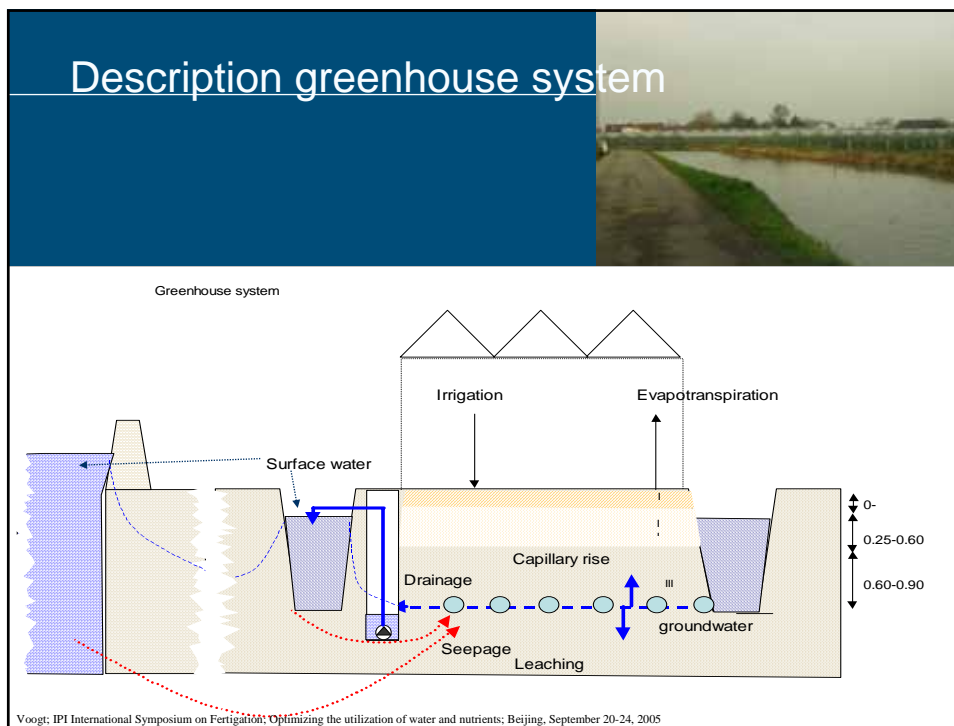 Description greenhouse system
Greenhouse system
Irrigation
Evapotranspiration
Surface water
I
0-
I
0.25-0.60
Capillary rise
Drainage
III
0.60-0.90
groundwater
Seepage
Leaching
Voogt; IPI International Symposium on Fertigation; Optimizing the utilization of water and nutrients; Beijing, September 20-24, 2005